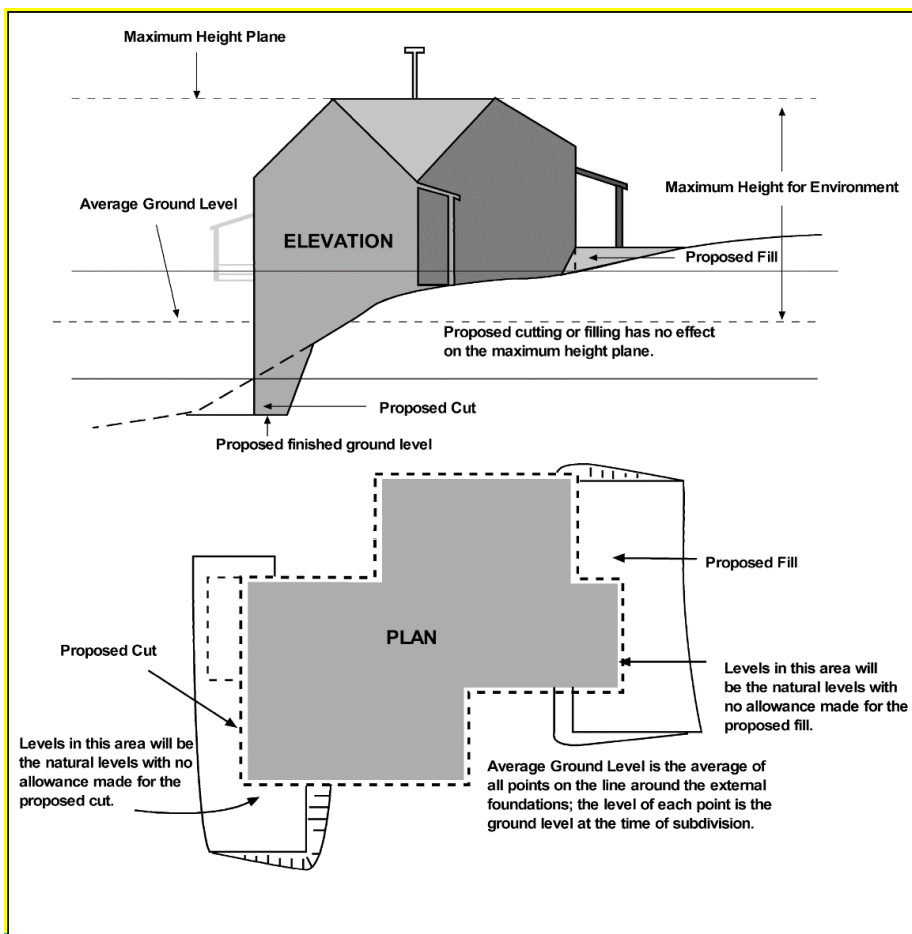 Maximum Height Plane
Maximum Height for Environment
Average Ground Level
ELEVATION
Proposed Fill
Proposed cutting or filling has no effect
on the maximum height plane.
Proposed Cut
Proposed finished ground level
Proposed Fill
PLAN
Proposed Cut
Levels in this area will
be the natural levels with
no allowance made for the
proposed fill.
Levels in this area will be
the natural levels with no
allowance made for the
proposed cut.
Average Ground Level is the average of
all points on the line around the external
foundations; the level of each point is the
ground level at the time of subdivision.